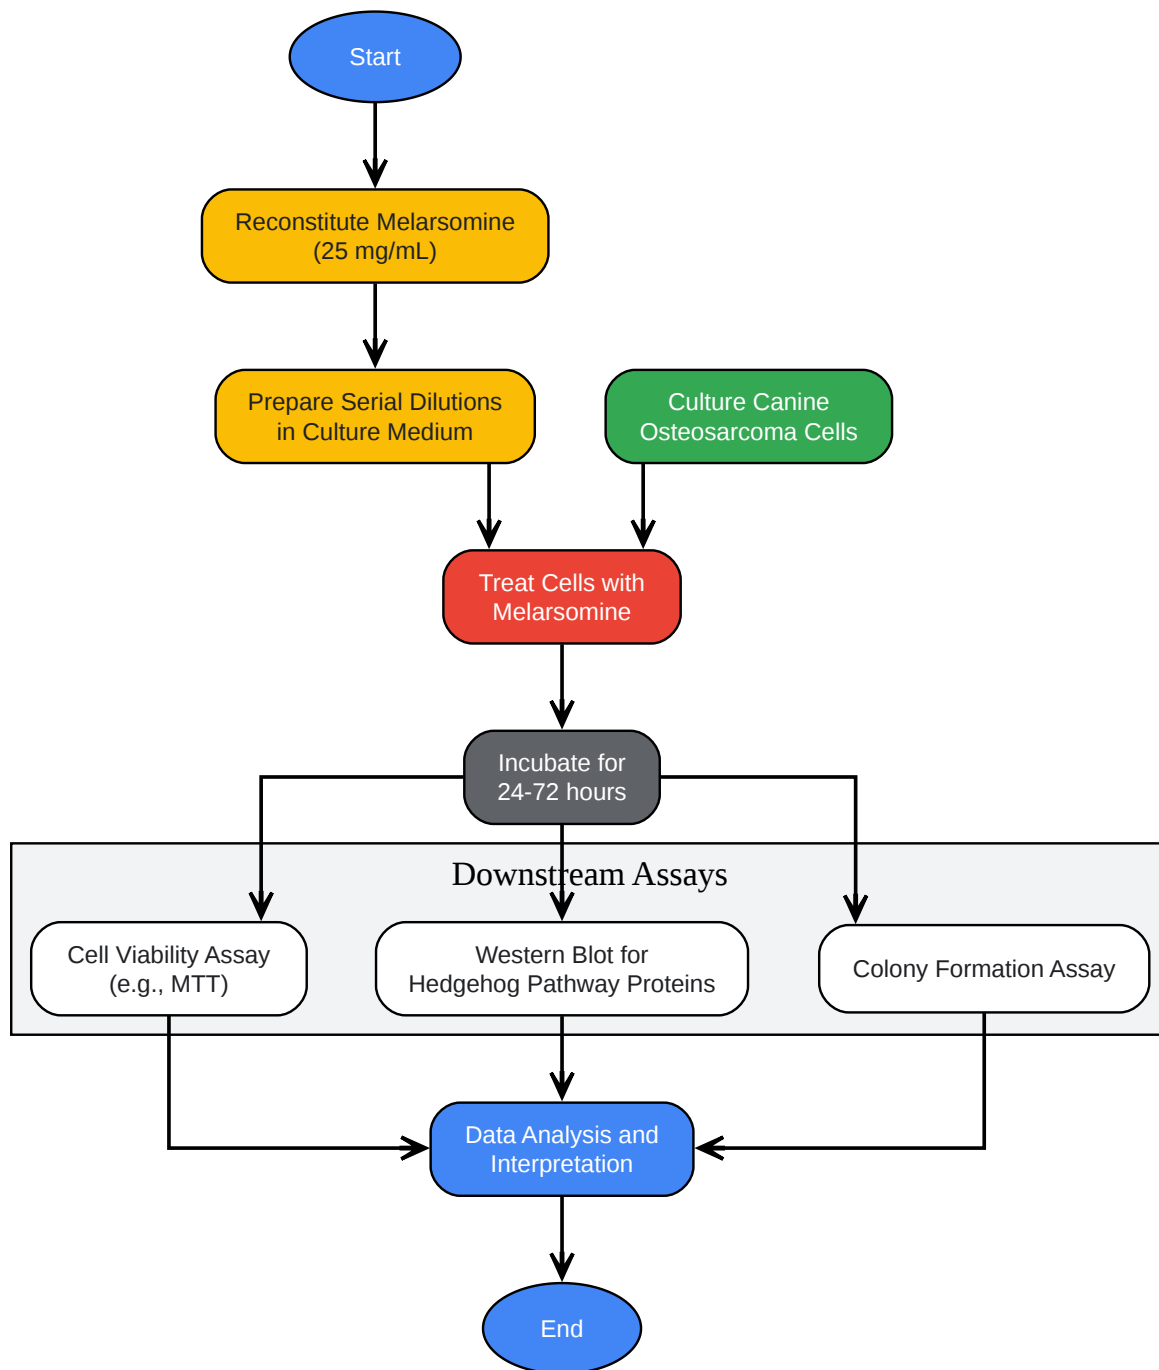 Start
Reconstitute Melarsomine
(25 mg/mL)
Prepare Serial Dilutions
in Culture Medium
Culture Canine
Osteosarcoma Cells
Treat Cells with
Melarsomine
Incubate for
24-72 hours
Downstream Assays
Cell Viability Assay
(e.g., MTT)
Western Blot for
Hedgehog Pathway Proteins
Colony Formation Assay
Data Analysis and
Interpretation
End